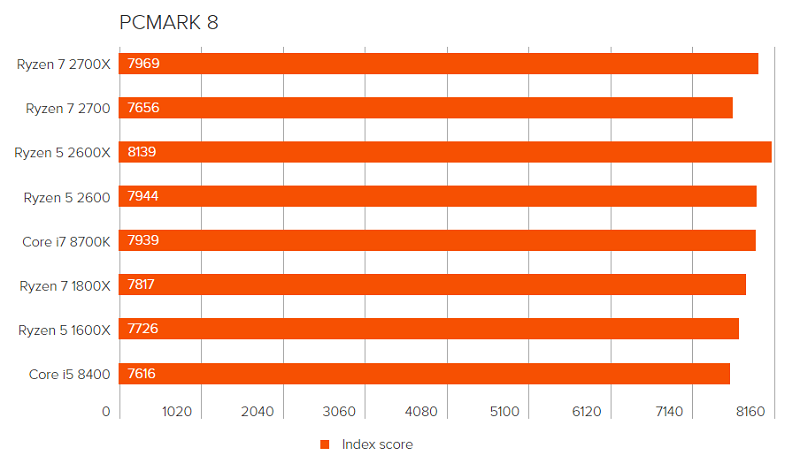 PCMARK 8
Ryzen 7 2700X 7969
Ryzen 7 2700 7656
Ryzen 5 2600X 8139
Ryzen 5 2600 7944
Core i7 8700K 7939
Ryzen 7 1800X 7817
Ryzen 5 1600X 7726
Core i5 8400 7616
0 1020 2040 3060 4080 5100 6120 7140 8160
Index score